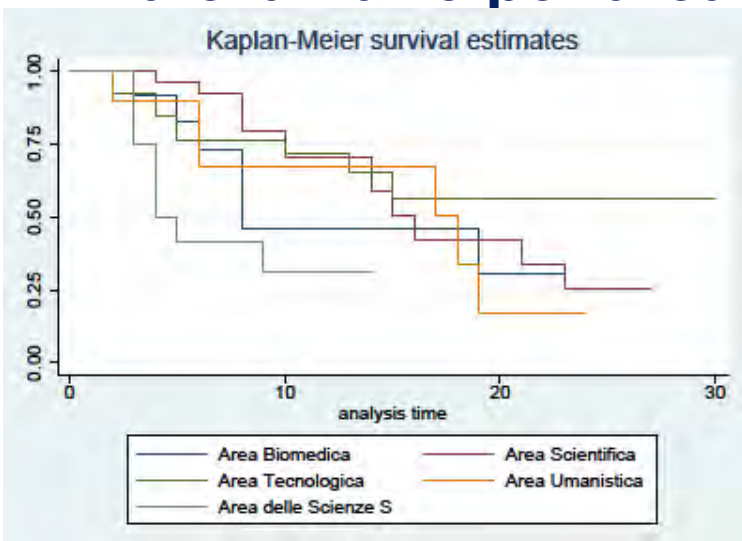 Kaplan-Meier survival estimates
1.00
0.75
0.50
0.25
0.00
0 10 20 30
analysis time
Area Biomedica Area Scientifica
Area Tecnologica Area Umanistica
Area delle Scienze S